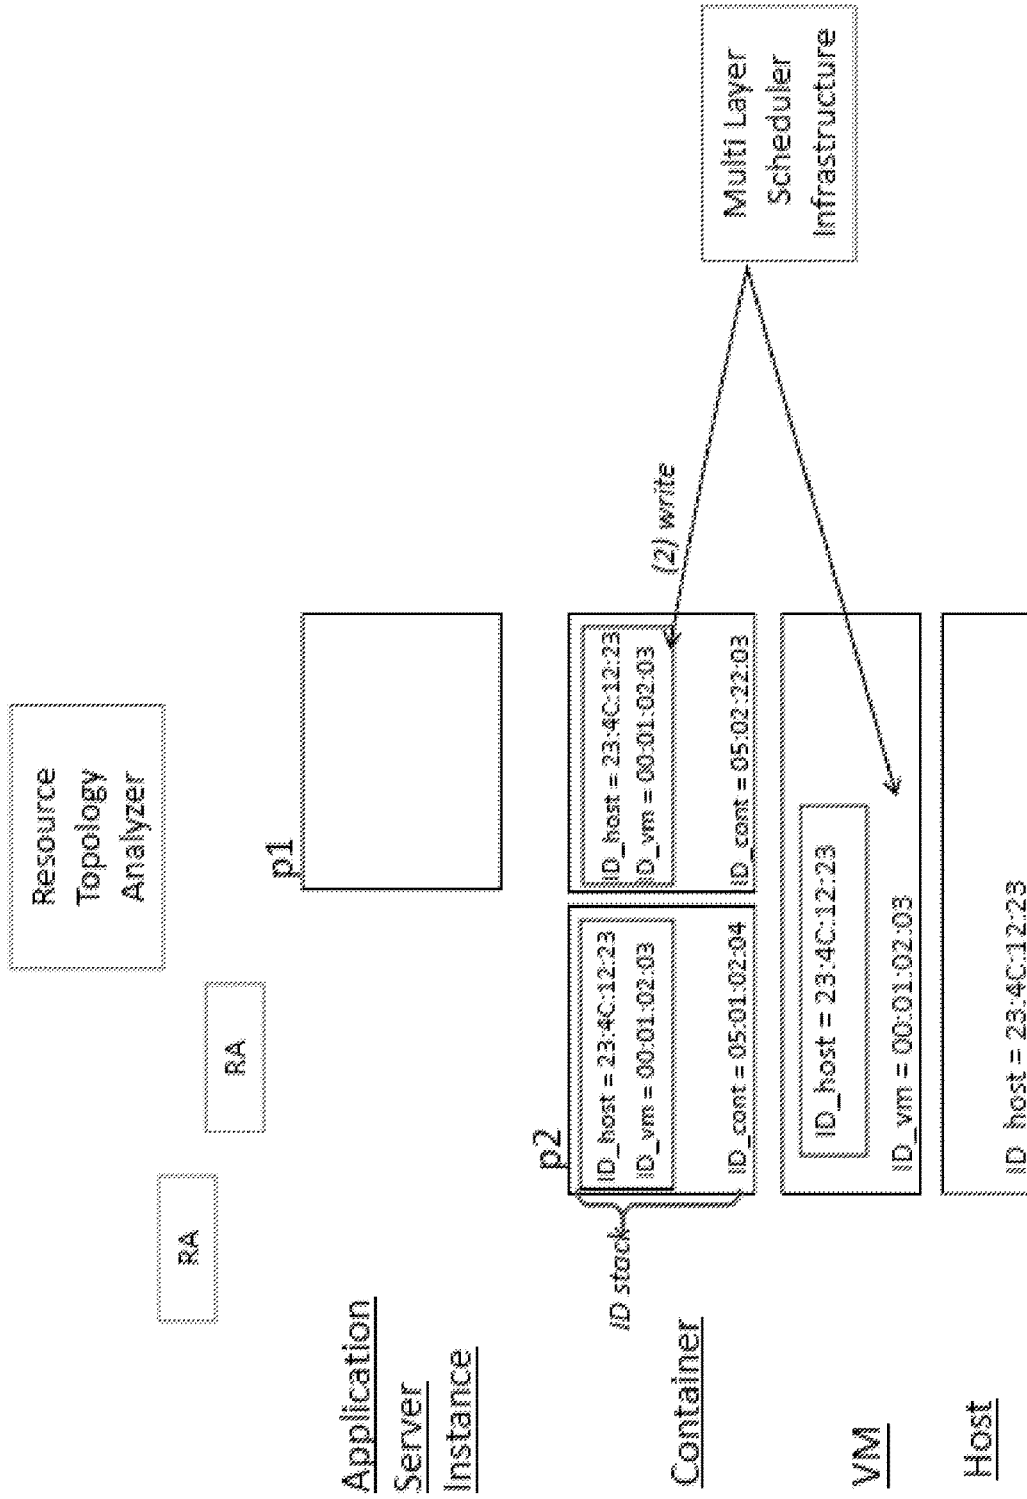 Resource
Topology
Analyzer
RA
RA
Application
Server
Instance
p1
p2
ID_host = 23:4C:12:23
ID_vm = 00:01:02:03
ID_cont = 05:01:02:04
ID_host = 23:4C:12:23
ID_vm = 00:01:02:03
ID_cont = 05:02:22:03
ID stack
Container
(2) write
Multi Layer
Scheduler
Infrastructure
VM
ID_host = 23:4C:12:23
ID_vm = 00:01:02:03
Host
ID_host = 23:4C:12:23